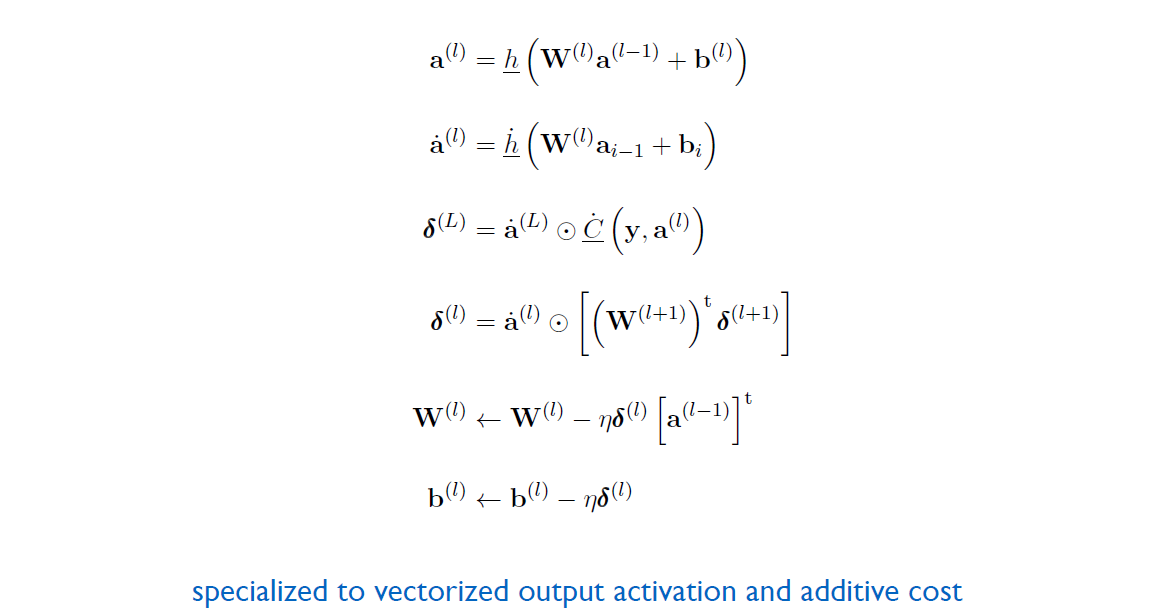 $\mathbf{a}^{(l)} = \underline{h}\left(\mathbf{W}^{(l)}\mathbf{a}^{(l-1)} + \mathbf{b}^{(l)}\right)$
$\dot{\mathbf{a}}^{(l)} = \underline{\dot{h}}\left(\mathbf{W}^{(l)}\mathbf{a}_{i-1} + \mathbf{b}_i\right)$
$\boldsymbol{\delta}^{(L)} = \dot{\mathbf{a}}^{(L)} \odot \underline{\dot{C}}\left(\mathbf{y}, \mathbf{a}^{(l)}\right)$
$\boldsymbol{\delta}^{(l)} = \dot{\mathbf{a}}^{(l)} \odot \left[\left(\mathbf{W}^{(l+1)}\right)^{\mathrm{t}} \boldsymbol{\delta}^{(l+1)}\right]$
$\mathbf{W}^{(l)} \leftarrow \mathbf{W}^{(l)} - \eta\boldsymbol{\delta}^{(l)}\left[\mathbf{a}^{(l-1)}\right]^{\mathrm{t}}$
$\mathbf{b}^{(l)} \leftarrow \mathbf{b}^{(l)} - \eta\boldsymbol{\delta}^{(l)}$
specialized to vectorized output activation and additive cost